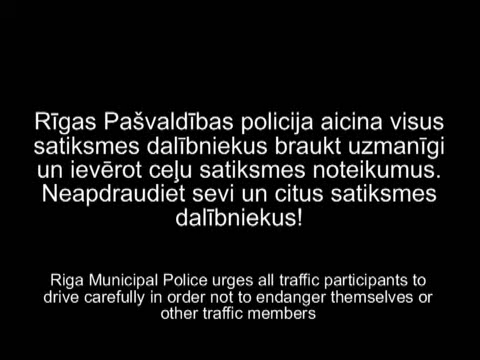 Rīgas Pašvaldības policija aicina visus
satiksmes dalībniekus braukt uzmanīgi
un ievērot ceļu satiksmes noteikumus.
Neapdraudiet sevi un citus satiksmes
dalībniekus!
Riga Municipal Police urges all traffic participants to
drive carefully in order not to endanger themselves or
other traffic members